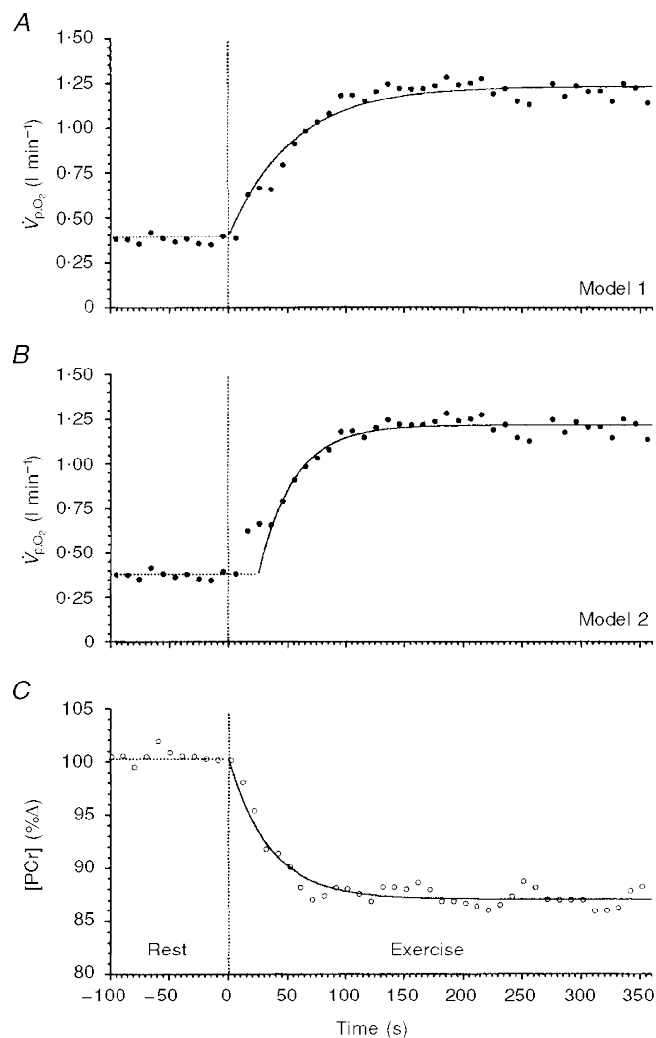 A
1·50
1·25
1·00
0·75
0·50
0·25
0
V̇p,O₂ (l min⁻¹)
Model 1
B
1·50
1·25
1·00
0·75
0·50
0·25
0
V̇p,O₂ (l min⁻¹)
Model 2
C
105
100
95
90
85
80
[PCr] (%Δ)
Rest
Exercise
−100 −50 0 50 100 150 200 250 300 350
Time (s)